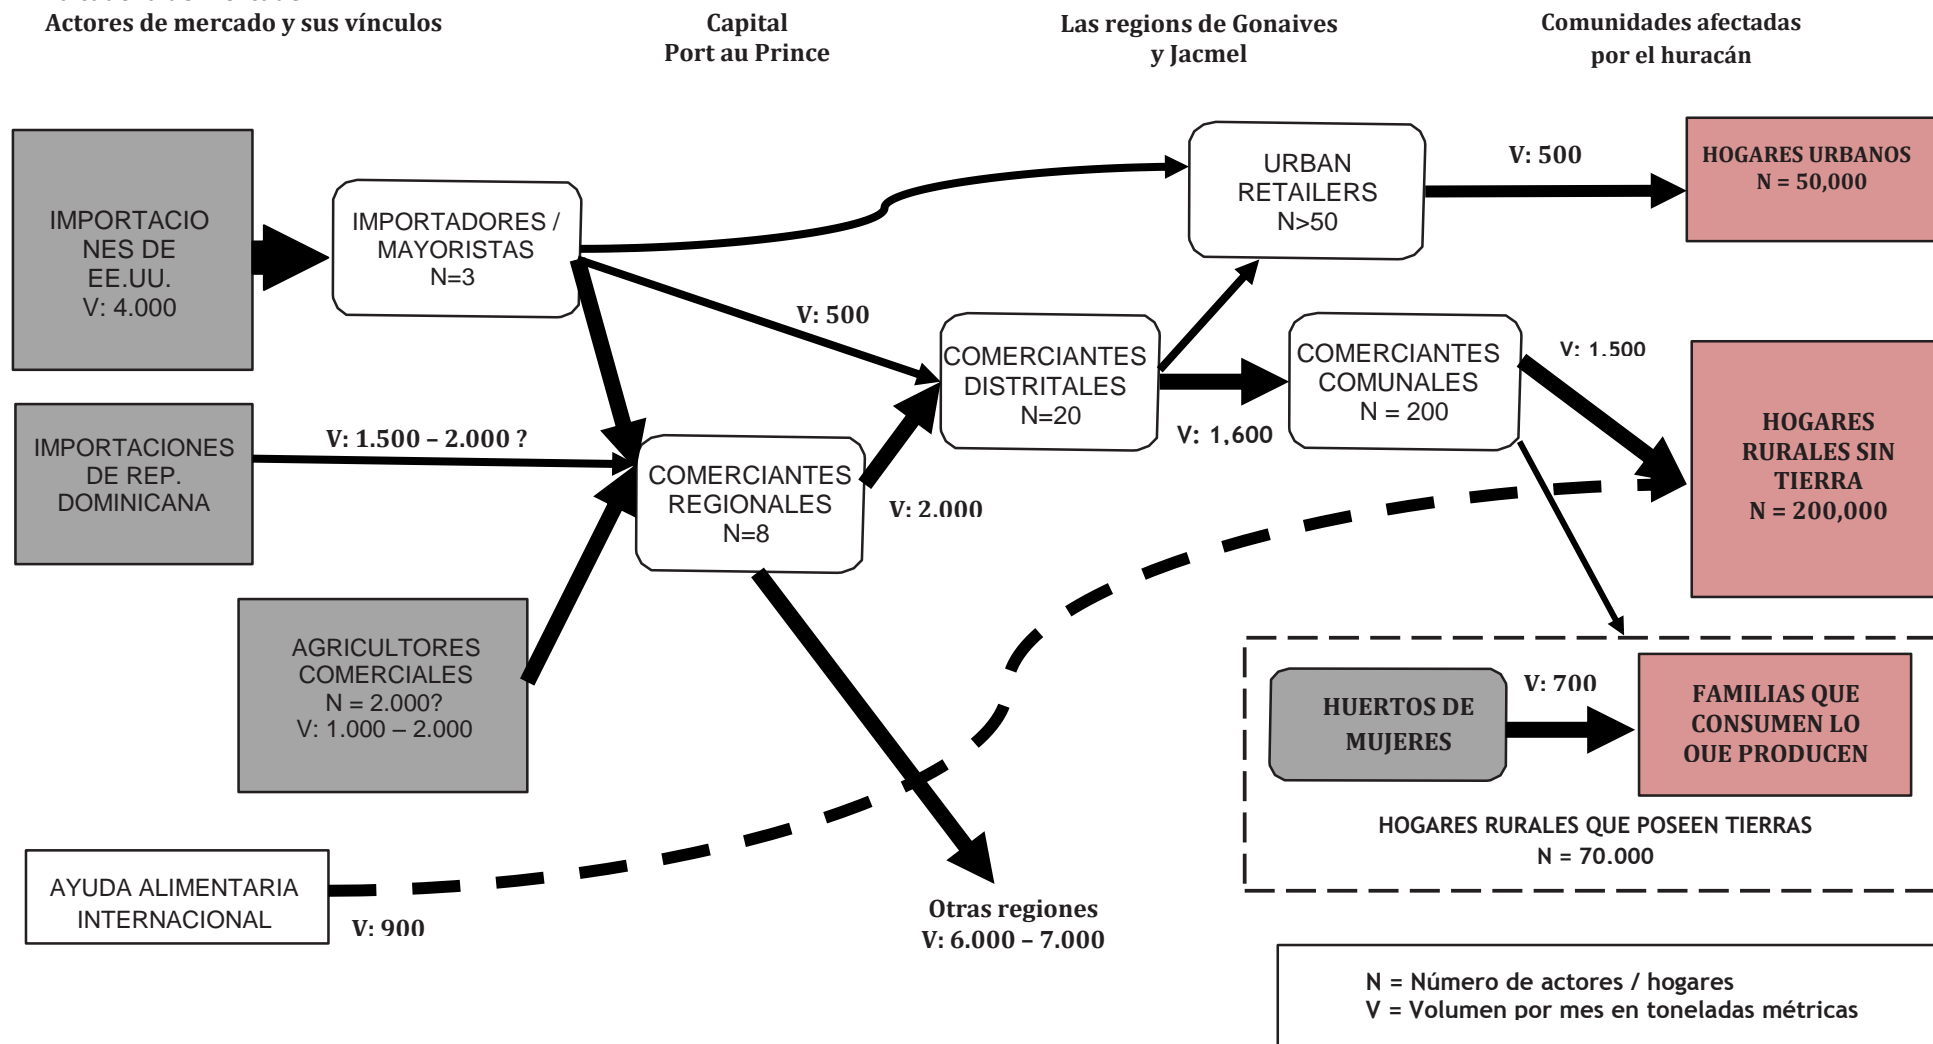 Actores de mercado y sus vínculos
Capital
Port au Prince
Las regions de Gonaives
y Jacmel
Comunidades afectadas
por el huracán
IMPORTACIO
NES DE
EE.UU.
V: 4.000
IMPORTADORES /
MAYORISTAS
N=3
URBAN
RETAILERS
N>50
V: 500
HOGARES URBANOS
N = 50,000
V: 500
COMERCIANTES
DISTRITALES
N=20
V: 1,600
COMERCIANTES
COMUNALES
N = 200
V: 1.500
HOGARES
RURALES SIN
TIERRA
N = 200,000
IMPORTACIONES
DE REP.
DOMINICANA
V: 1.500 – 2.000 ?
COMERCIANTES
REGIONALES
N=8
V: 2.000
AGRICULTORES
COMERCIALES
N = 2.000?
V: 1.000 – 2.000
HUERTOS DE
MUJERES
V: 700
FAMILIAS QUE
CONSUMEN LO
QUE PRODUCEN
HOGARES RURALES QUE POSEEN TIERRAS
N = 70.000
AYUDA ALIMENTARIA
INTERNACIONAL
V: 900
Otras regiones
V: 6.000 – 7.000
N = Número de actores / hogares
V = Volumen por mes en toneladas métricas